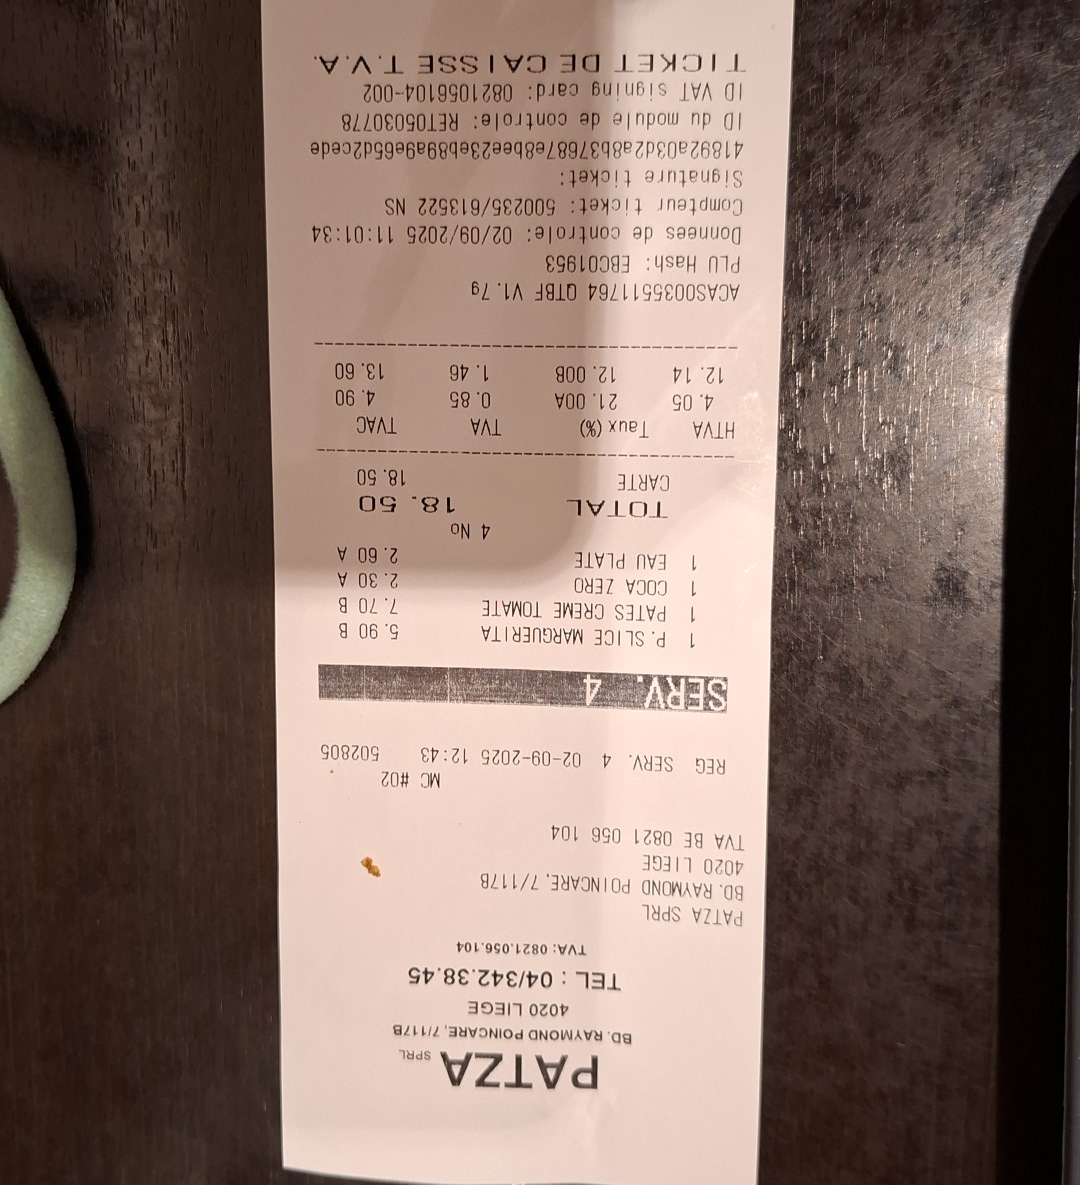 PATZA SPRL
BD. RAYMOND POINCARE, 7/117B
4020 LIEGE
TEL : 04/342.38.45
TVA: 0821.056.104
PATZA SPRL
BD. RAYMOND POINCARE, 7/117B
4020 LIEGE
TVA BE 0821 056 104
MC #02
REG SERV. 4 02-09-2025 12:43 502805
SERV. 4
1 P. SLICE MARGUERITA 5.90 B
1 PATES CREME TOMATE 7.70 B
1 COCA ZERO 2.30 A
1 EAU PLATE 2.60 A
4 No
TOTAL 18.50
CARTE 18.50
HTVA Taux (%) TVA TVAC
4.05 21.00A 0.85 4.90
12.14 12.00B 1.46 13.60
ACAS0035511764 QTBF V1.7g
PLU Hash: EBC01953
Donnees de controle: 02/09/2025 11:01:34
Compteur ticket: 500235/613522 NS
Signature ticket:
41892a03d2a8b37687e8bee23eb89a9e65d2cede
ID du module de controle: RET05030778
ID VAT signing card: 0821056104-002
TICKET DE CAISSE T.V.A.